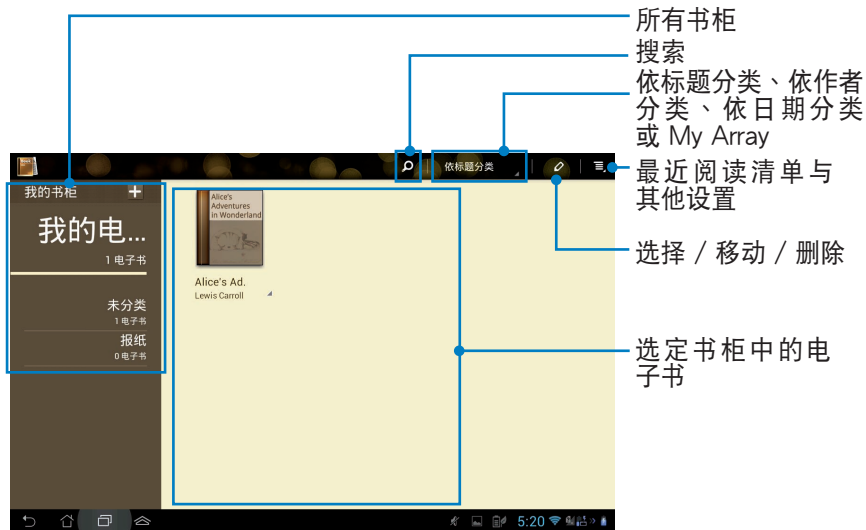 所有书柜
搜索
依标题分类、依作者
分类、依日期分类
或 My Array
最近阅读清单与
其他设置
选择 / 移动 / 删除
选定书柜中的电
子书
依标题分类
我的书柜
我的电...
1 电子书
未分类
1 电子书
报纸
0 电子书
Alice's
Adventures
in Wonderland
Alice's Ad.
Lewis Carroll
5:20